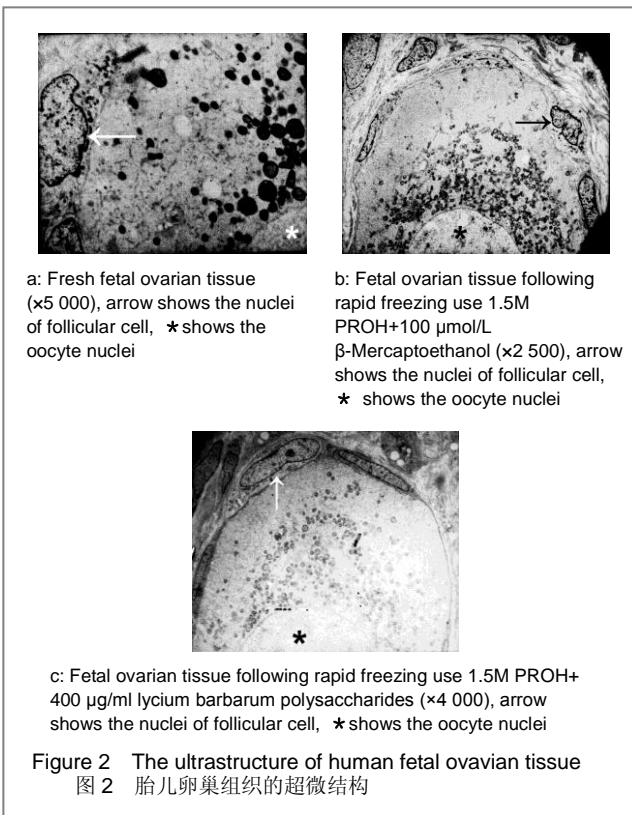 a: Fresh fetal ovarian tissue
(×5 000), arrow shows the nuclei
of follicular cell, *shows the
oocyte nuclei
b: Fetal ovarian tissue following
rapid freezing use 1.5M
PROH+100 μmol/L
β-Mercaptoethanol (×2 500), arrow
shows the nuclei of follicular cell,
* shows the oocyte nuclei
c: Fetal ovarian tissue following rapid freezing use 1.5M PROH+
400 μg/ml lycium barbarum polysaccharides (×4 000), arrow
shows the nuclei of follicular cell, *shows the oocyte nuclei
Figure 2 The ultrastructure of human fetal ovavian tissue
图 2 胎儿卵巢组织的超微结构